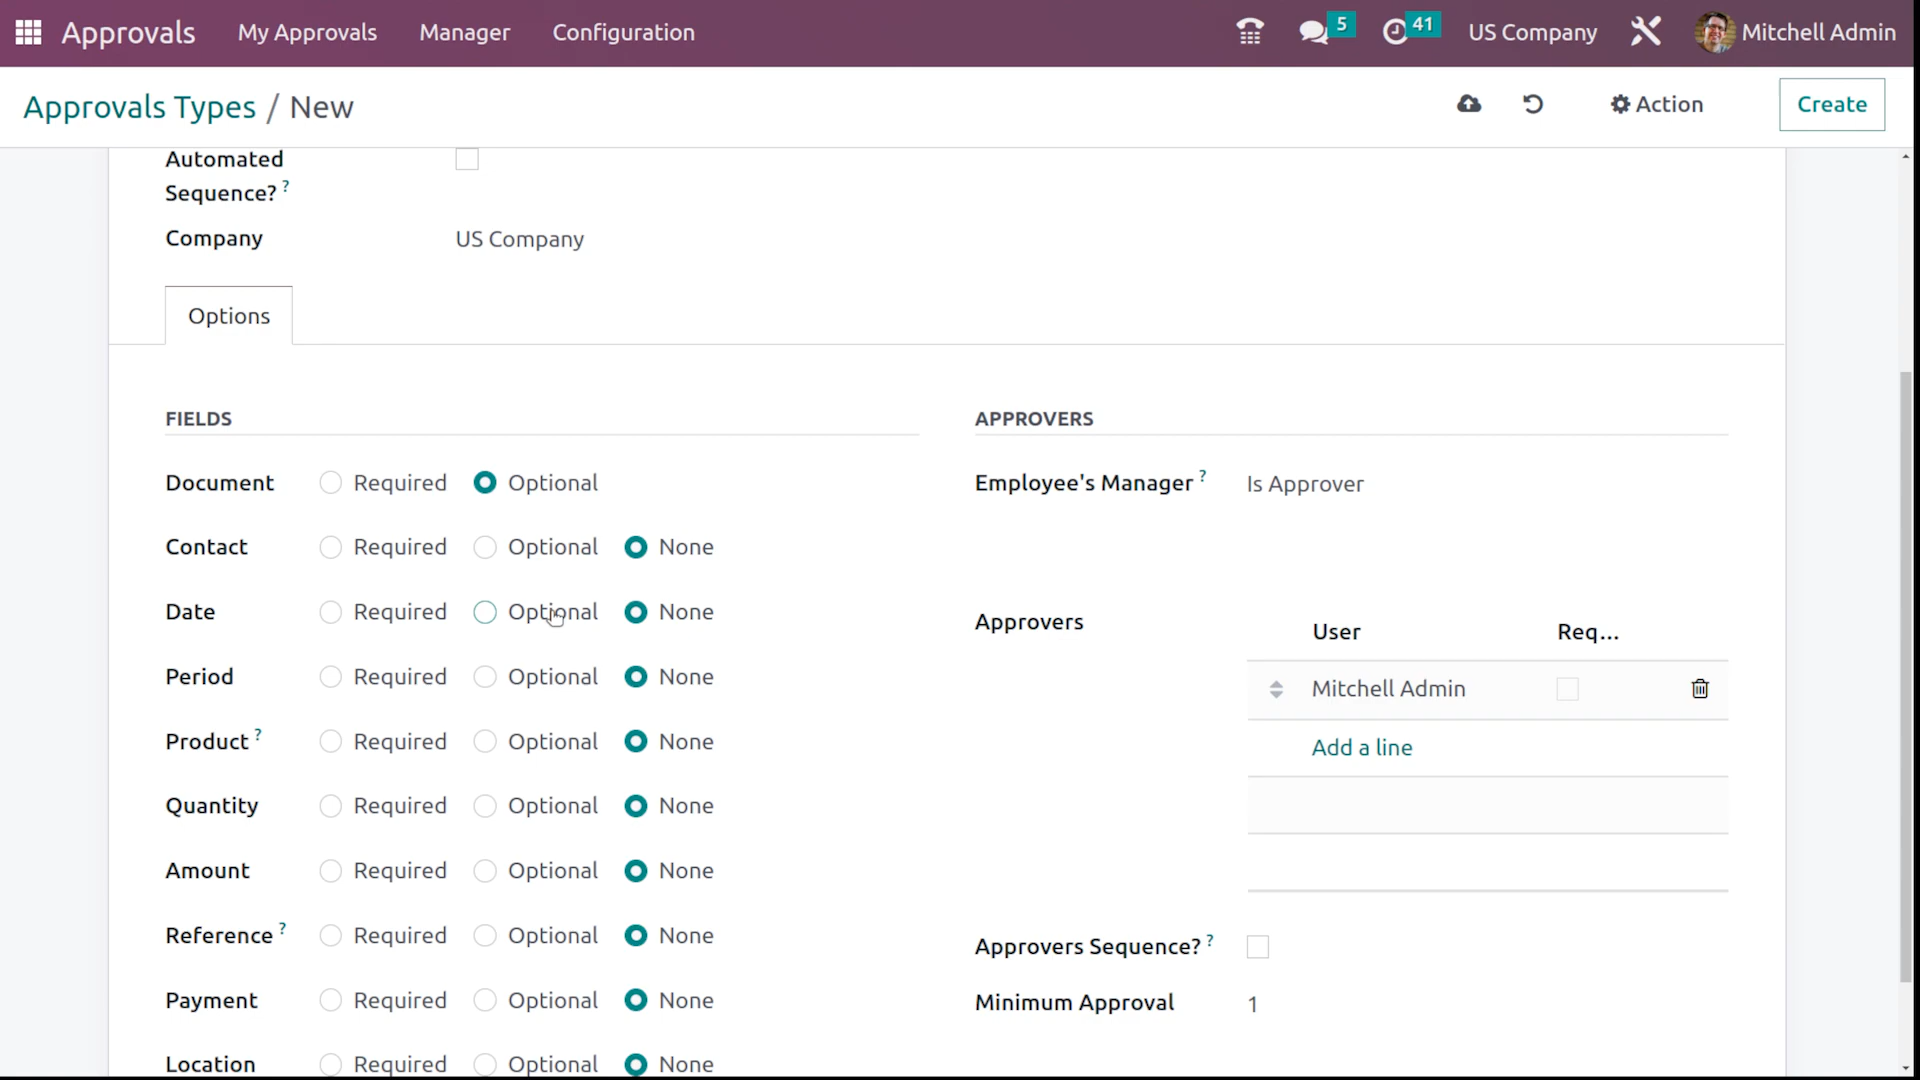 Approvals My Approvals Manager Configuration 5 41 US Company Mitchell Admin
Approvals Types / New Action Create
Automated
Sequence? ?
Company US Company
Options
FIELDS APPROVERS
Document Required Optional Employee's Manager ? Is Approver
Contact Required Optional None
Date Required Optional None
Approvers User Req...
Period Required Optional None Mitchell Admin
Product ? Required Optional None Add a line
Quantity Required Optional None
Amount Required Optional None
Reference ? Required Optional None Approvers Sequence? ?
Payment Required Optional None Minimum Approval 1
Location Required Optional None